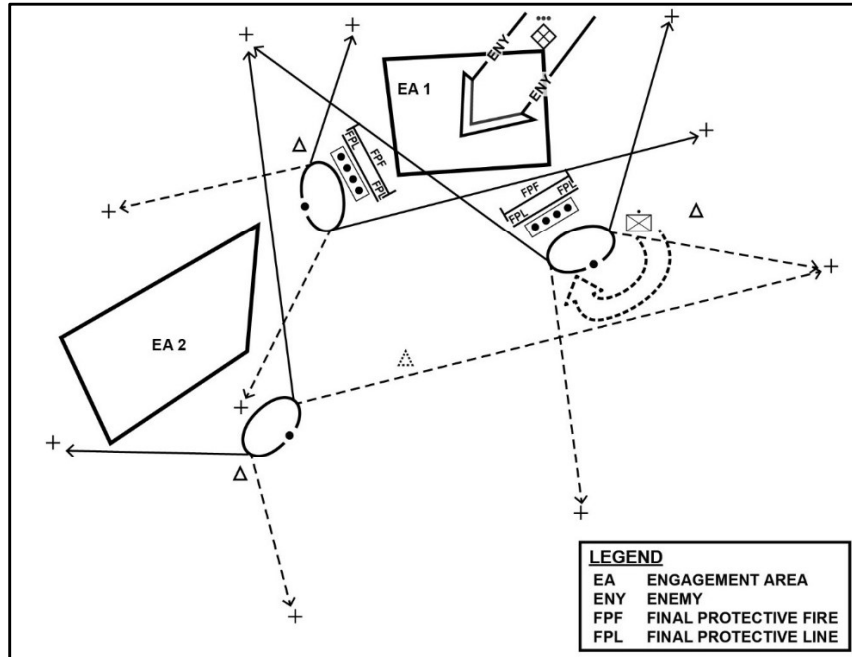 ENY
ENY
EA 1
FPL
FPF
FPL
FPF
FPL
FPL
EA 2
LEGEND
EA ENGAGEMENT AREA
ENY ENEMY
FPF FINAL PROTECTIVE FIRE
FPL FINAL PROTECTIVE LINE